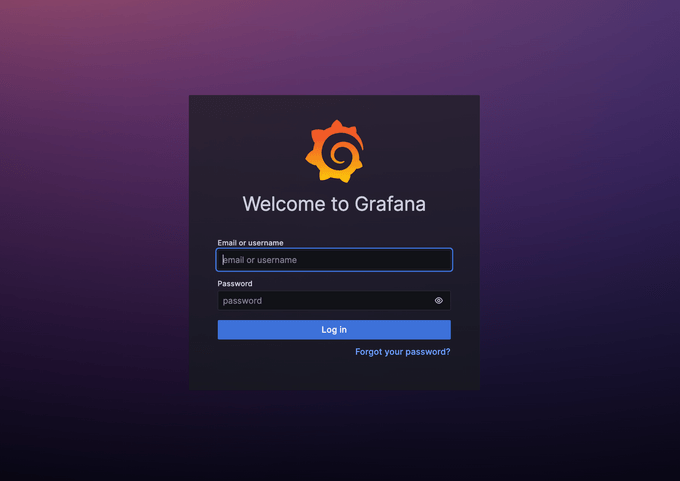 Welcome to Grafana
Email or username
email or username
Password
password
Log in
Forgot your password?